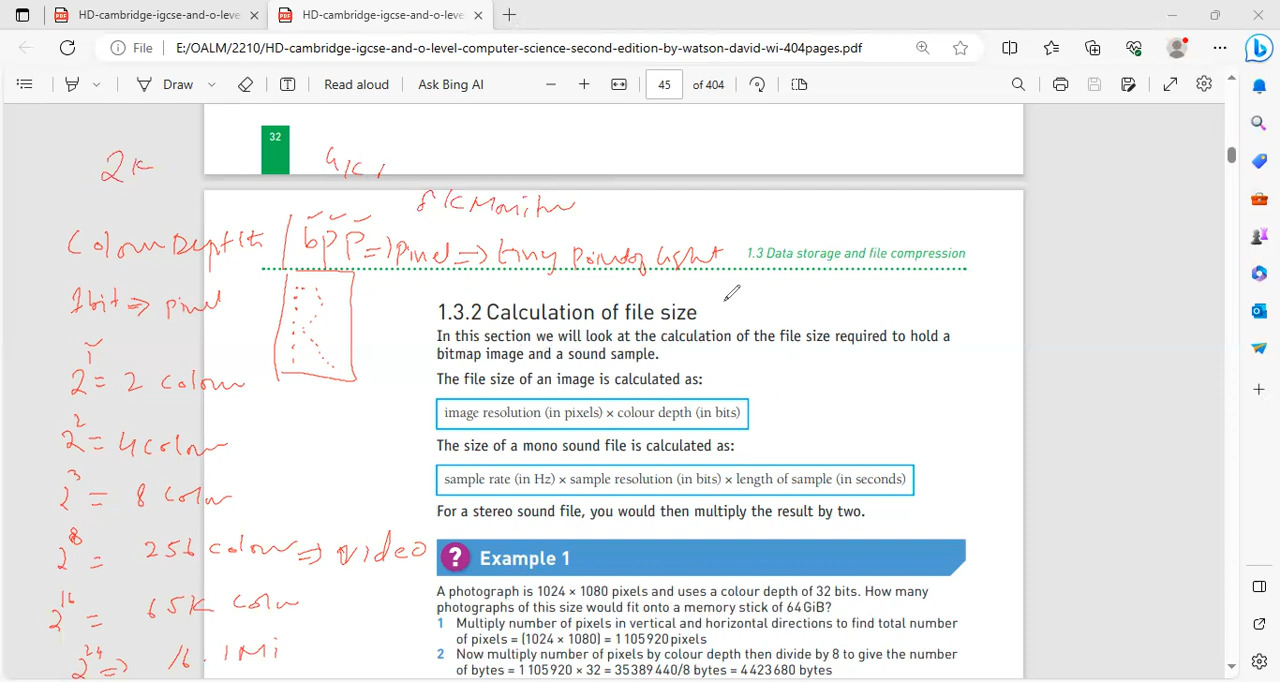 HD-cambridge-igcse-and-o-leve
HD-cambridge-igcse-and-o-leve
File E:/OALM/2210/HD-cambridge-igcse-and-o-level-computer-science-second-edition-by-watson-david-wi-404pages.pdf
Draw Read aloud Ask Bing AI 45 of 404
32
2K 4K,
8K Monitor
Colour Depth / bPP => Pixel => tiny Point of light
1.3 Data storage and file compression
1bit => pixel
2^1 = 2 Colour
2^2 = 4 Colour
2^3 = 8 Color
2^8 = 256 Colour => Video
2^16 = 65K Colur
2^24 => 16.1Mi
1.3.2 Calculation of file size
In this section we will look at the calculation of the file size required to hold a
bitmap image and a sound sample.
The file size of an image is calculated as:
image resolution (in pixels) × colour depth (in bits)
The size of a mono sound file is calculated as:
sample rate (in Hz) × sample resolution (in bits) × length of sample (in seconds)
For a stereo sound file, you would then multiply the result by two.
? Example 1
A photograph is 1024 × 1080 pixels and uses a colour depth of 32 bits. How many
photographs of this size would fit onto a memory stick of 64 GiB?
1 Multiply number of pixels in vertical and horizontal directions to find total number
of pixels = (1024 × 1080) = 1 105 920 pixels
2 Now multiply number of pixels by colour depth then divide by 8 to give the number
of bytes = 1 105 920 × 32 = 35 389 440/8 bytes = 4 423 680 bytes